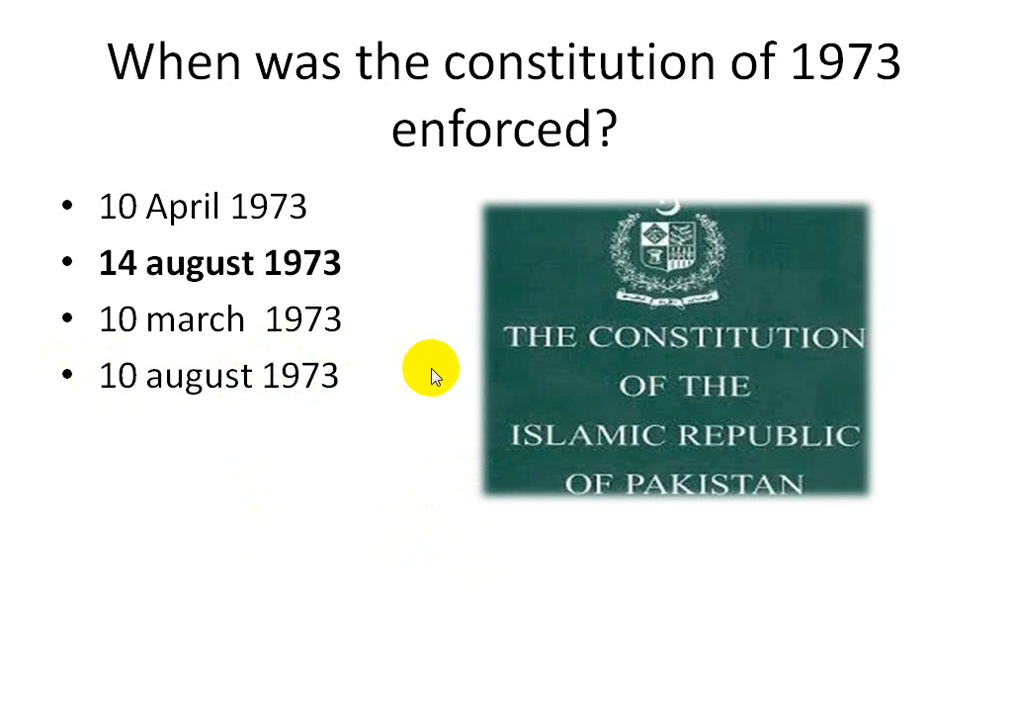 When was the constitution of 1973
enforced?
• 10 April 1973
• 14 august 1973
• 10 march  1973
• 10 august 1973
THE CONSTITUTION
OF THE
ISLAMIC REPUBLIC
OF PAKISTAN